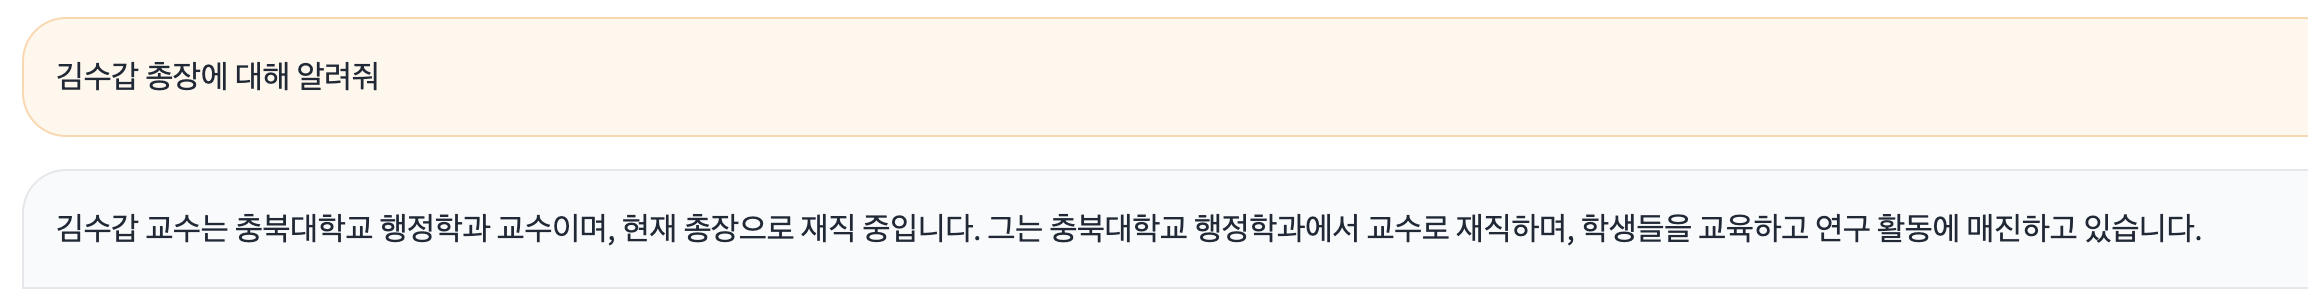 김수갑 총장에 대해 알려줘
김수갑 교수는 충북대학교 행정학과 교수이며, 현재 총장으로 재직 중입니다. 그는 충북대학교 행정학과에서 교수로 재직하며, 학생들을 교육하고 연구 활동에 매진하고 있습니다.